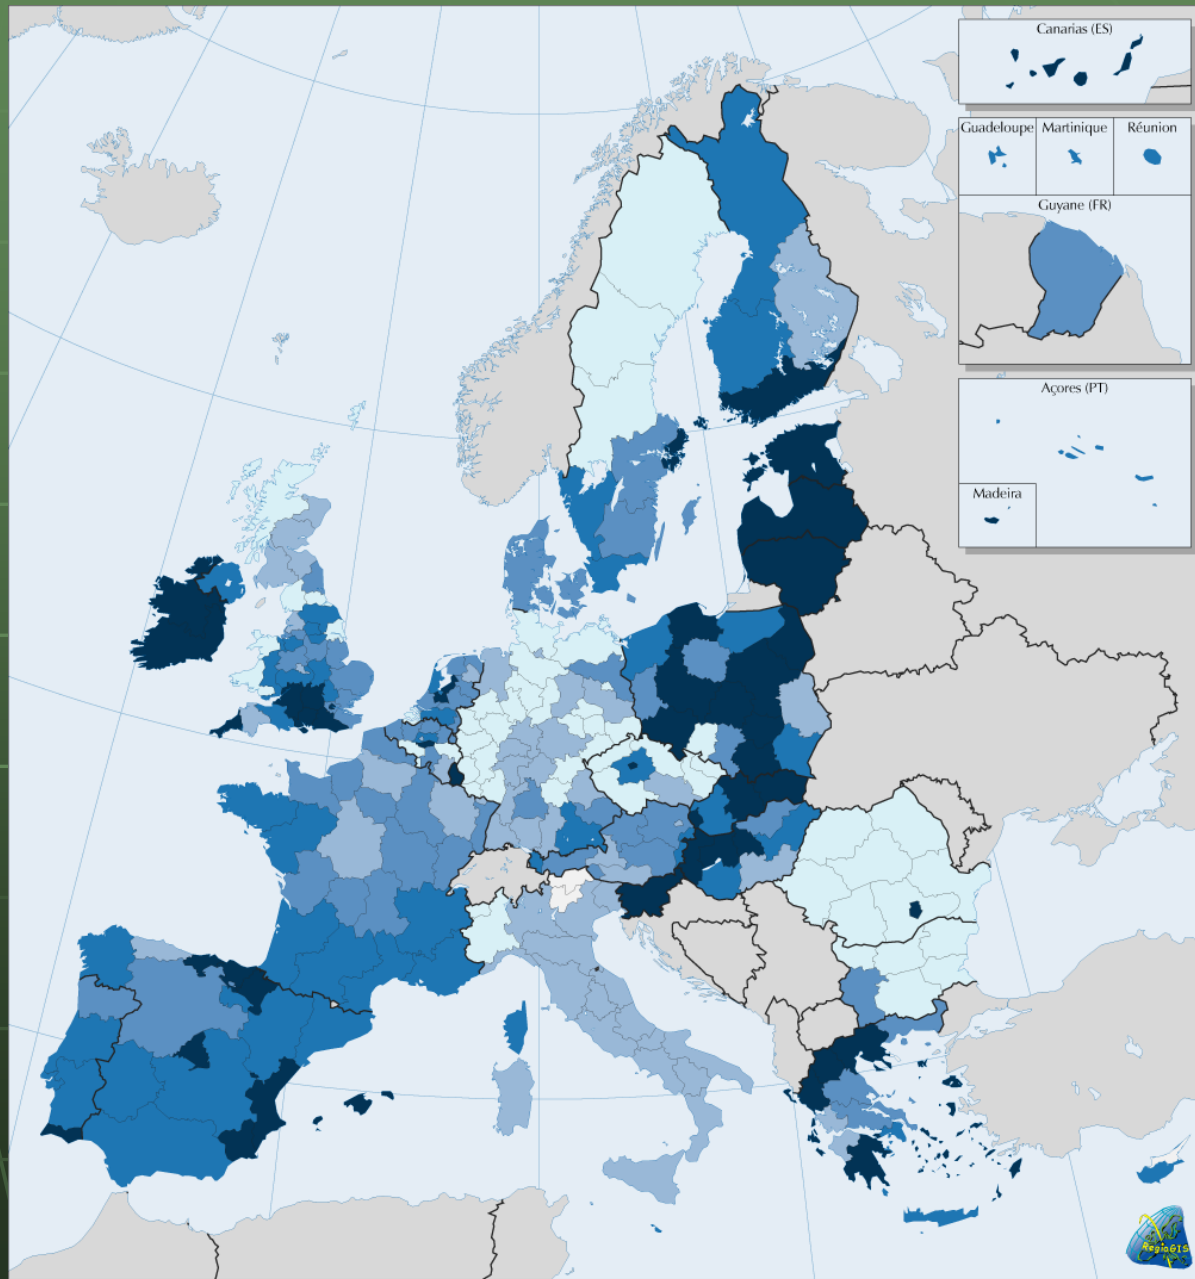 Canarias (ES)
Guadeloupe
Martinique
Réunion
Guyane (FR)
Açores (PT)
Madeira
RegioGIS